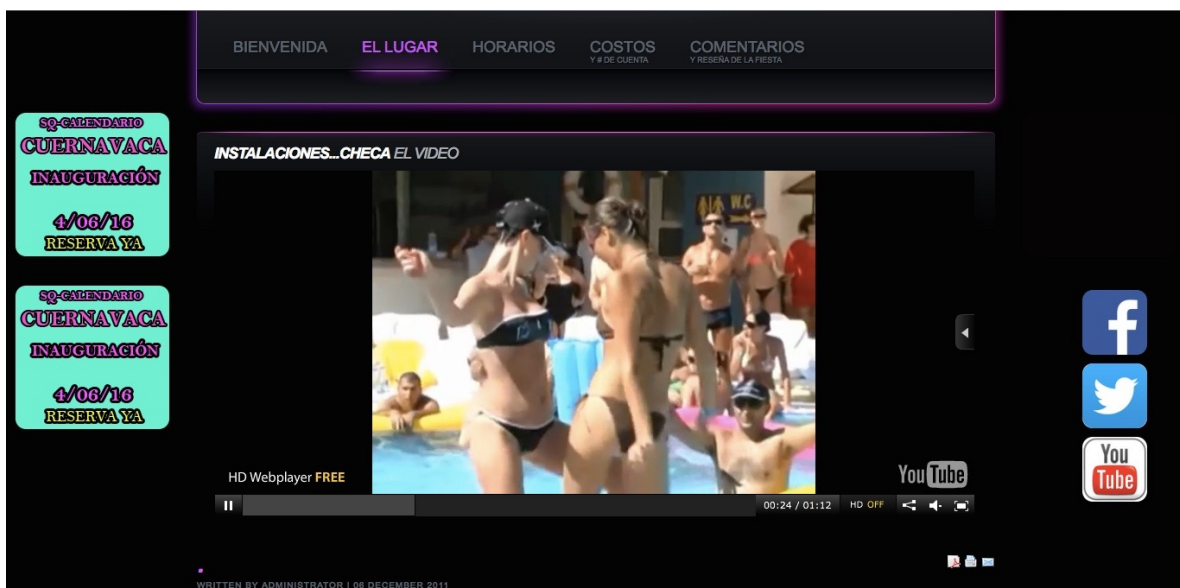 BIENVENIDA
EL LUGAR
HORARIOS
COSTOS
Y # DE CUENTA
COMENTARIOS
Y RESEÑA DE LA FIESTA
SQ-CALENDARIO
CUERNAVACA
INAUGURACIÓN
4/06/16
RESERVA YA
INSTALACIONES...CHECA EL VIDEO
W.C
SQ-CALENDARIO
CUERNAVACA
INAUGURACIÓN
4/06/16
RESERVA YA
HD Webplayer FREE
YouTube
00:24 / 01:12
HD OFF
f
You
Tube
WRITTEN BY ADMINISTRATOR | 06 DECEMBER 2011